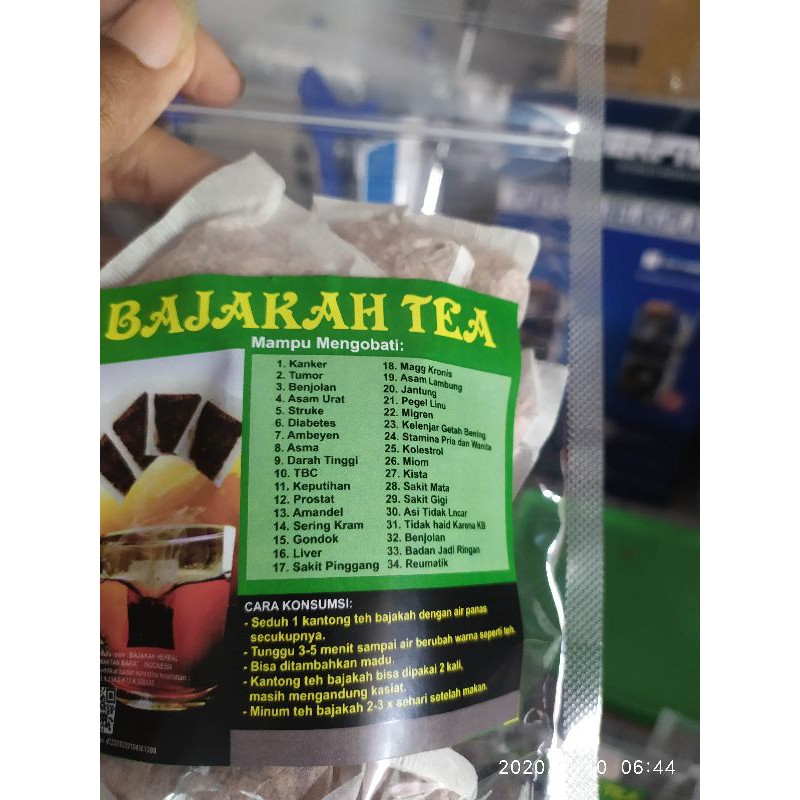 BAJAKAH TEA
Mampu Mengobati:
1. Kanker
2. Tumor
3. Benjolan
4. Asam Urat
5. Struke
6. Diabetes
7. Ambeyen
8. Asma
9. Darah Tinggi
10. TBC
11. Keputihan
12. Prostat
13. Amandel
14. Sering Kram
15. Gondok
16. Liver
17. Sakit Pinggang
18. Magg Kronis
19. Asam Lambung
20. Jantung
21. Pegel Linu
22. Migren
23. Kelenjar Getah Bening
24. Stamina Pria dan Wanita
25. Kolestrol
26. Miom
27. Kista
28. Sakit Mata
29. Sakit Gigi
30. Asi Tidak Lncar
31. Tidak haid Karena KB
32. Benjolan
33. Badan Jadi Ringan
34. Reumatik
CARA KONSUMSI:
- Seduh 1 kantong teh bajakah dengan air panas
secukupnya.
- Tunggu 3-5 menit sampai air berubah warna seperti teh.
- Bisa ditambahkan madu.
- Kantong teh bajakah bisa dipakai 2 kali,
masih mengandung kasiat.
- Minum teh bajakah 2-3 x sehari setelah makan.
BAJAKAH HERBAL
INDONESIA
06:44